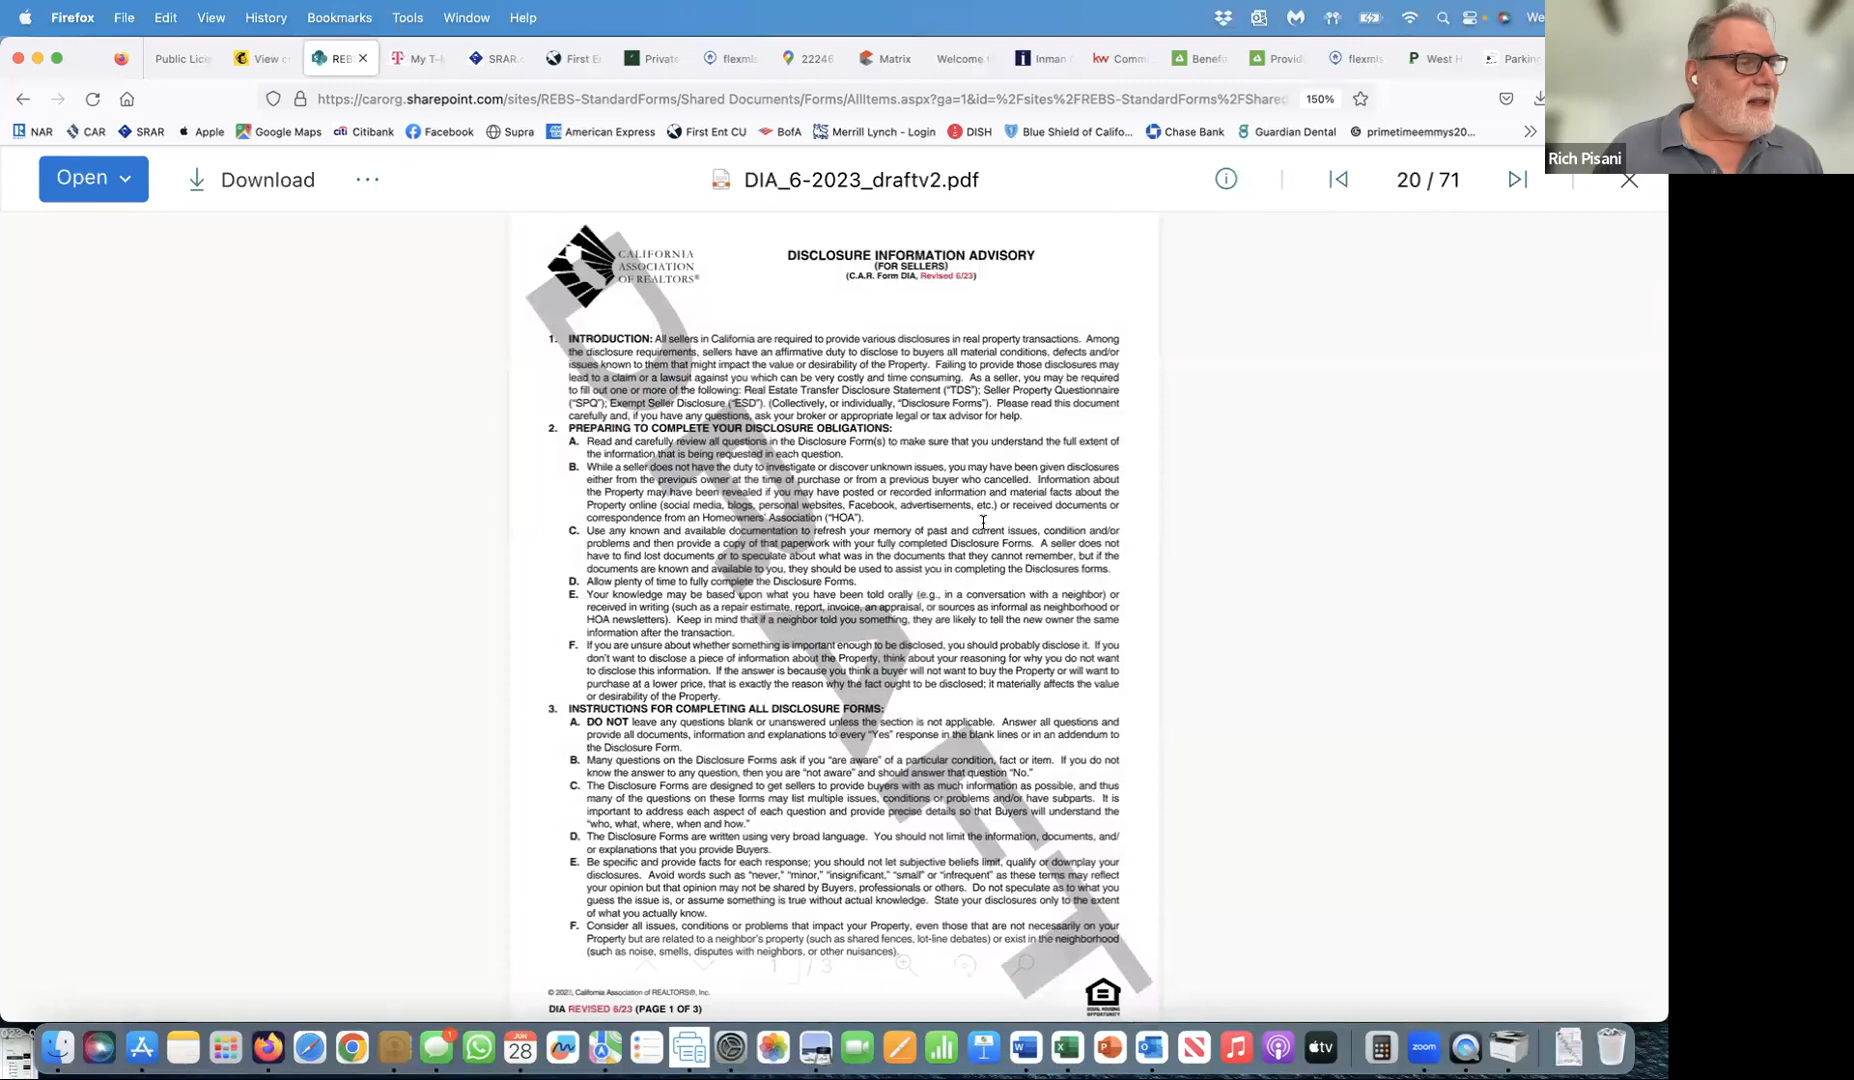 Firefox File Edit View History Bookmarks Tools Window Help We
Public Lice View c REBS My T-M SRAR. First E Private flexmls 22246 Matrix Welcome Inman kw Comm Benefi Provid flexmls West H Parking
https://carorg.sharepoint.com/sites/REBS-StandardForms/Shared Documents/Forms/AllItems.aspx?ga=1&id=%2Fsites%2FREBS-StandardForms%2FShared 150%
NAR CAR SRAR Apple Google Maps citi Citibank Facebook Supra American Express First Ent CU BofA Merrill Lynch - Login DISH Blue Shield of Califo... Chase Bank Guardian Dental primetimeemmys20...
Rich Pisani
Open Download ··· DIA_6-2023_draftv2.pdf 20 / 71
CALIFORNIA
ASSOCIATION
OF REALTORS®
DISCLOSURE INFORMATION ADVISORY
(FOR SELLERS)
(C.A.R. Form DIA, Revised 6/23)
DRAFT
1. INTRODUCTION: All sellers in California are required to provide various disclosures in real property transactions. Among
the disclosure requirements, sellers have an affirmative duty to disclose to buyers all material conditions, defects and/or
issues known to them that might impact the value or desirability of the Property. Failing to provide those disclosures may
lead to a claim or a lawsuit against you which can be very costly and time consuming. As a seller, you may be required
to fill out one or more of the following: Real Estate Transfer Disclosure Statement (“TDS”); Seller Property Questionnaire
(“SPQ”); Exempt Seller Disclosure (“ESD”). (Collectively, or individually, “Disclosure Forms”). Please read this document
carefully and, if you have any questions, ask your broker or appropriate legal or tax advisor for help.
2. PREPARING TO COMPLETE YOUR DISCLOSURE OBLIGATIONS:
A. Read and carefully review all questions in the Disclosure Form(s) to make sure that you understand the full extent of
the information that is being requested in each question.
B. While a seller does not have the duty to investigate or discover unknown issues, you may have been given disclosures
either from the previous owner at the time of purchase or from a previous buyer who cancelled. Information about
the Property may have been revealed if you may have posted or recorded information and material facts about the
Property online (social media, blogs, personal websites, Facebook, advertisements, etc.) or received documents or
correspondence from an Homeowners’ Association (“HOA”).
C. Use any known and available documentation to refresh your memory of past and current issues, condition and/or
problems and then provide a copy of that paperwork with your fully completed Disclosure Forms. A seller does not
have to find lost documents or to speculate about what was in the documents that they cannot remember, but if the
documents are known and available to you, they should be used to assist you in completing the Disclosures forms.
D. Allow plenty of time to fully complete the Disclosure Forms.
E. Your knowledge may be based upon what you have been told orally (e.g., in a conversation with a neighbor) or
received in writing (such as a repair estimate, report, invoice, an appraisal, or sources as informal as neighborhood or
HOA newsletters). Keep in mind that if a neighbor told you something, they are likely to tell the new owner the same
information after the transaction.
F. If you are unsure about whether something is important enough to be disclosed, you should probably disclose it. If you
don’t want to disclose a piece of information about the Property, think about your reasoning for why you do not want
to disclose this information. If the answer is because you think a buyer will not want to buy the Property or will want to
purchase at a lower price, that is exactly the reason why the fact ought to be disclosed; it materially affects the value
or desirability of the Property.
3. INSTRUCTIONS FOR COMPLETING ALL DISCLOSURE FORMS:
A. DO NOT leave any questions blank or unanswered unless the section is not applicable. Answer all questions and
provide all documents, information and explanations to every “Yes” response in the blank lines or in an addendum to
the Disclosure Form.
B. Many questions on the Disclosure Forms ask if you “are aware” of a particular condition, fact or item. If you do not
know the answer to any question, then you are “not aware” and should answer that question “No.”
C. The Disclosure Forms are designed to get sellers to provide buyers with as much information as possible, and thus
many of the questions on these forms may list multiple issues, conditions or problems and/or have subparts. It is
important to address each aspect of each question and provide precise details so that Buyers will understand the
“who, what, where, when and how.”
D. The Disclosure Forms are written using very broad language. You should not limit the information, documents, and/
or explanations that you provide Buyers.
E. Be specific and provide facts for each response; you should not let subjective beliefs limit, qualify or downplay your
disclosures. Avoid words such as “never,” “minor,” “insignificant,” “small” or “infrequent” as these terms may reflect
your opinion but that opinion may not be shared by Buyers, professionals or others. Do not speculate as to what you
guess the issue is, or assume something is true without actual knowledge. State your disclosures only to the extent
of what you actually know.
F. Consider all issues, conditions or problems that impact your Property, even those that are not necessarily on your
Property but are related to a neighbor’s property (such as shared fences, lot-line debates) or exist in the neighborhood
(such as noise, smells, disputes with neighbors, or other nuisances).
1 / 3
© 2023, California Association of REALTORS®, Inc.
DIA REVISED 6/23 (PAGE 1 OF 3)
EQUAL HOUSING
OPPORTUNITY
JUN
28
1
tv
zoom